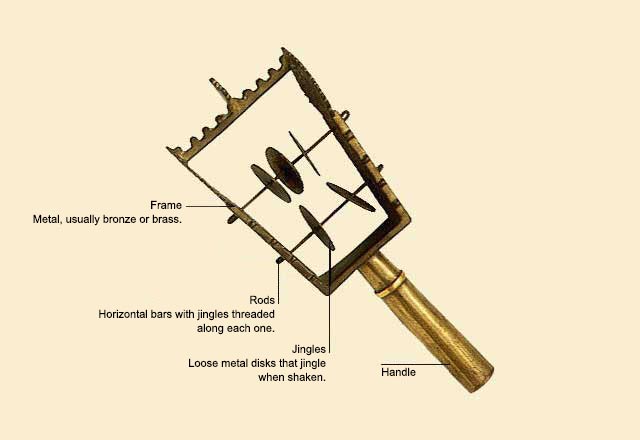 Frame
Metal, usually bronze or brass.
Rods
Horizontal bars with jingles threaded
along each one.
Jingles
Loose metal disks that jingle
when shaken.
Handle